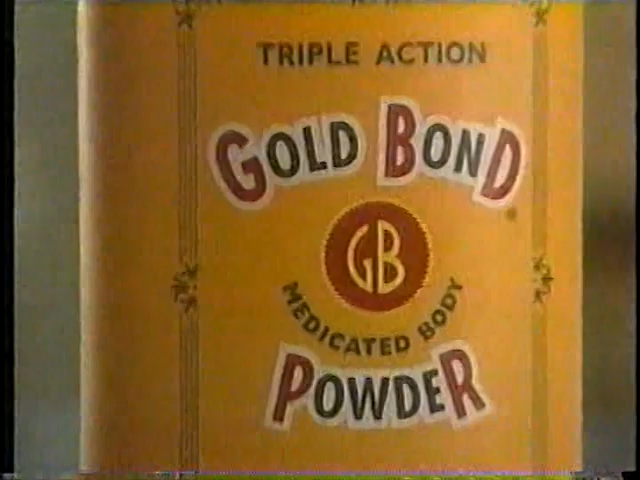 TRIPLE ACTION
GOLD BOND
GB
MEDICATED BODY
POWDER